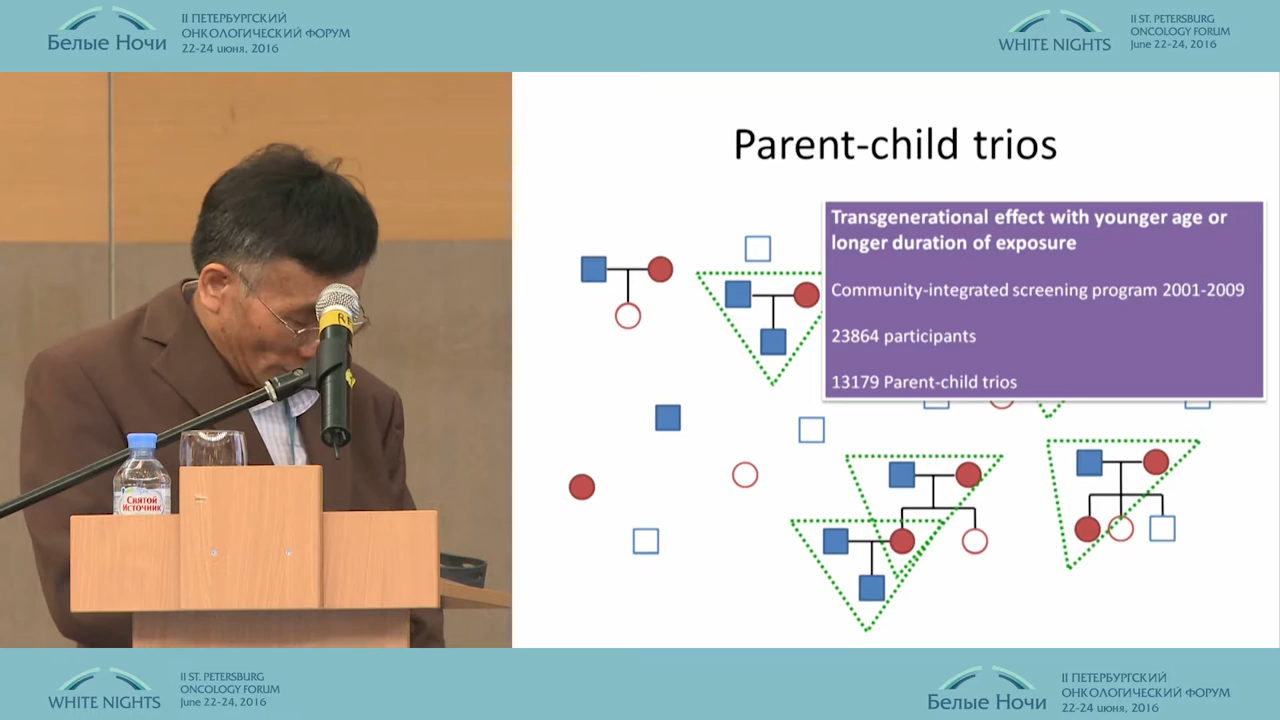 Белые Ночи
II ПЕТЕРБУРГСКИЙ
ОНКОЛОГИЧЕСКИЙ ФОРУМ
22-24 июня, 2016
WHITE NIGHTS
II ST. PETERSBURG
ONCOLOGY FORUM
June 22-24, 2016
Parent-child trios
Transgenerational effect with younger age or
longer duration of exposure
Community-integrated screening program 2001-2009
23864 participants
13179 Parent-child trios
СВЯТОЙ
ИСТОЧНИК
WHITE NIGHTS
II ST. PETERSBURG
ONCOLOGY FORUM
June 22-24, 2016
Белые Ночи
II ПЕТЕРБУРГСКИЙ
ОНКОЛОГИЧЕСКИЙ ФОРУМ
22-24 июня, 2016